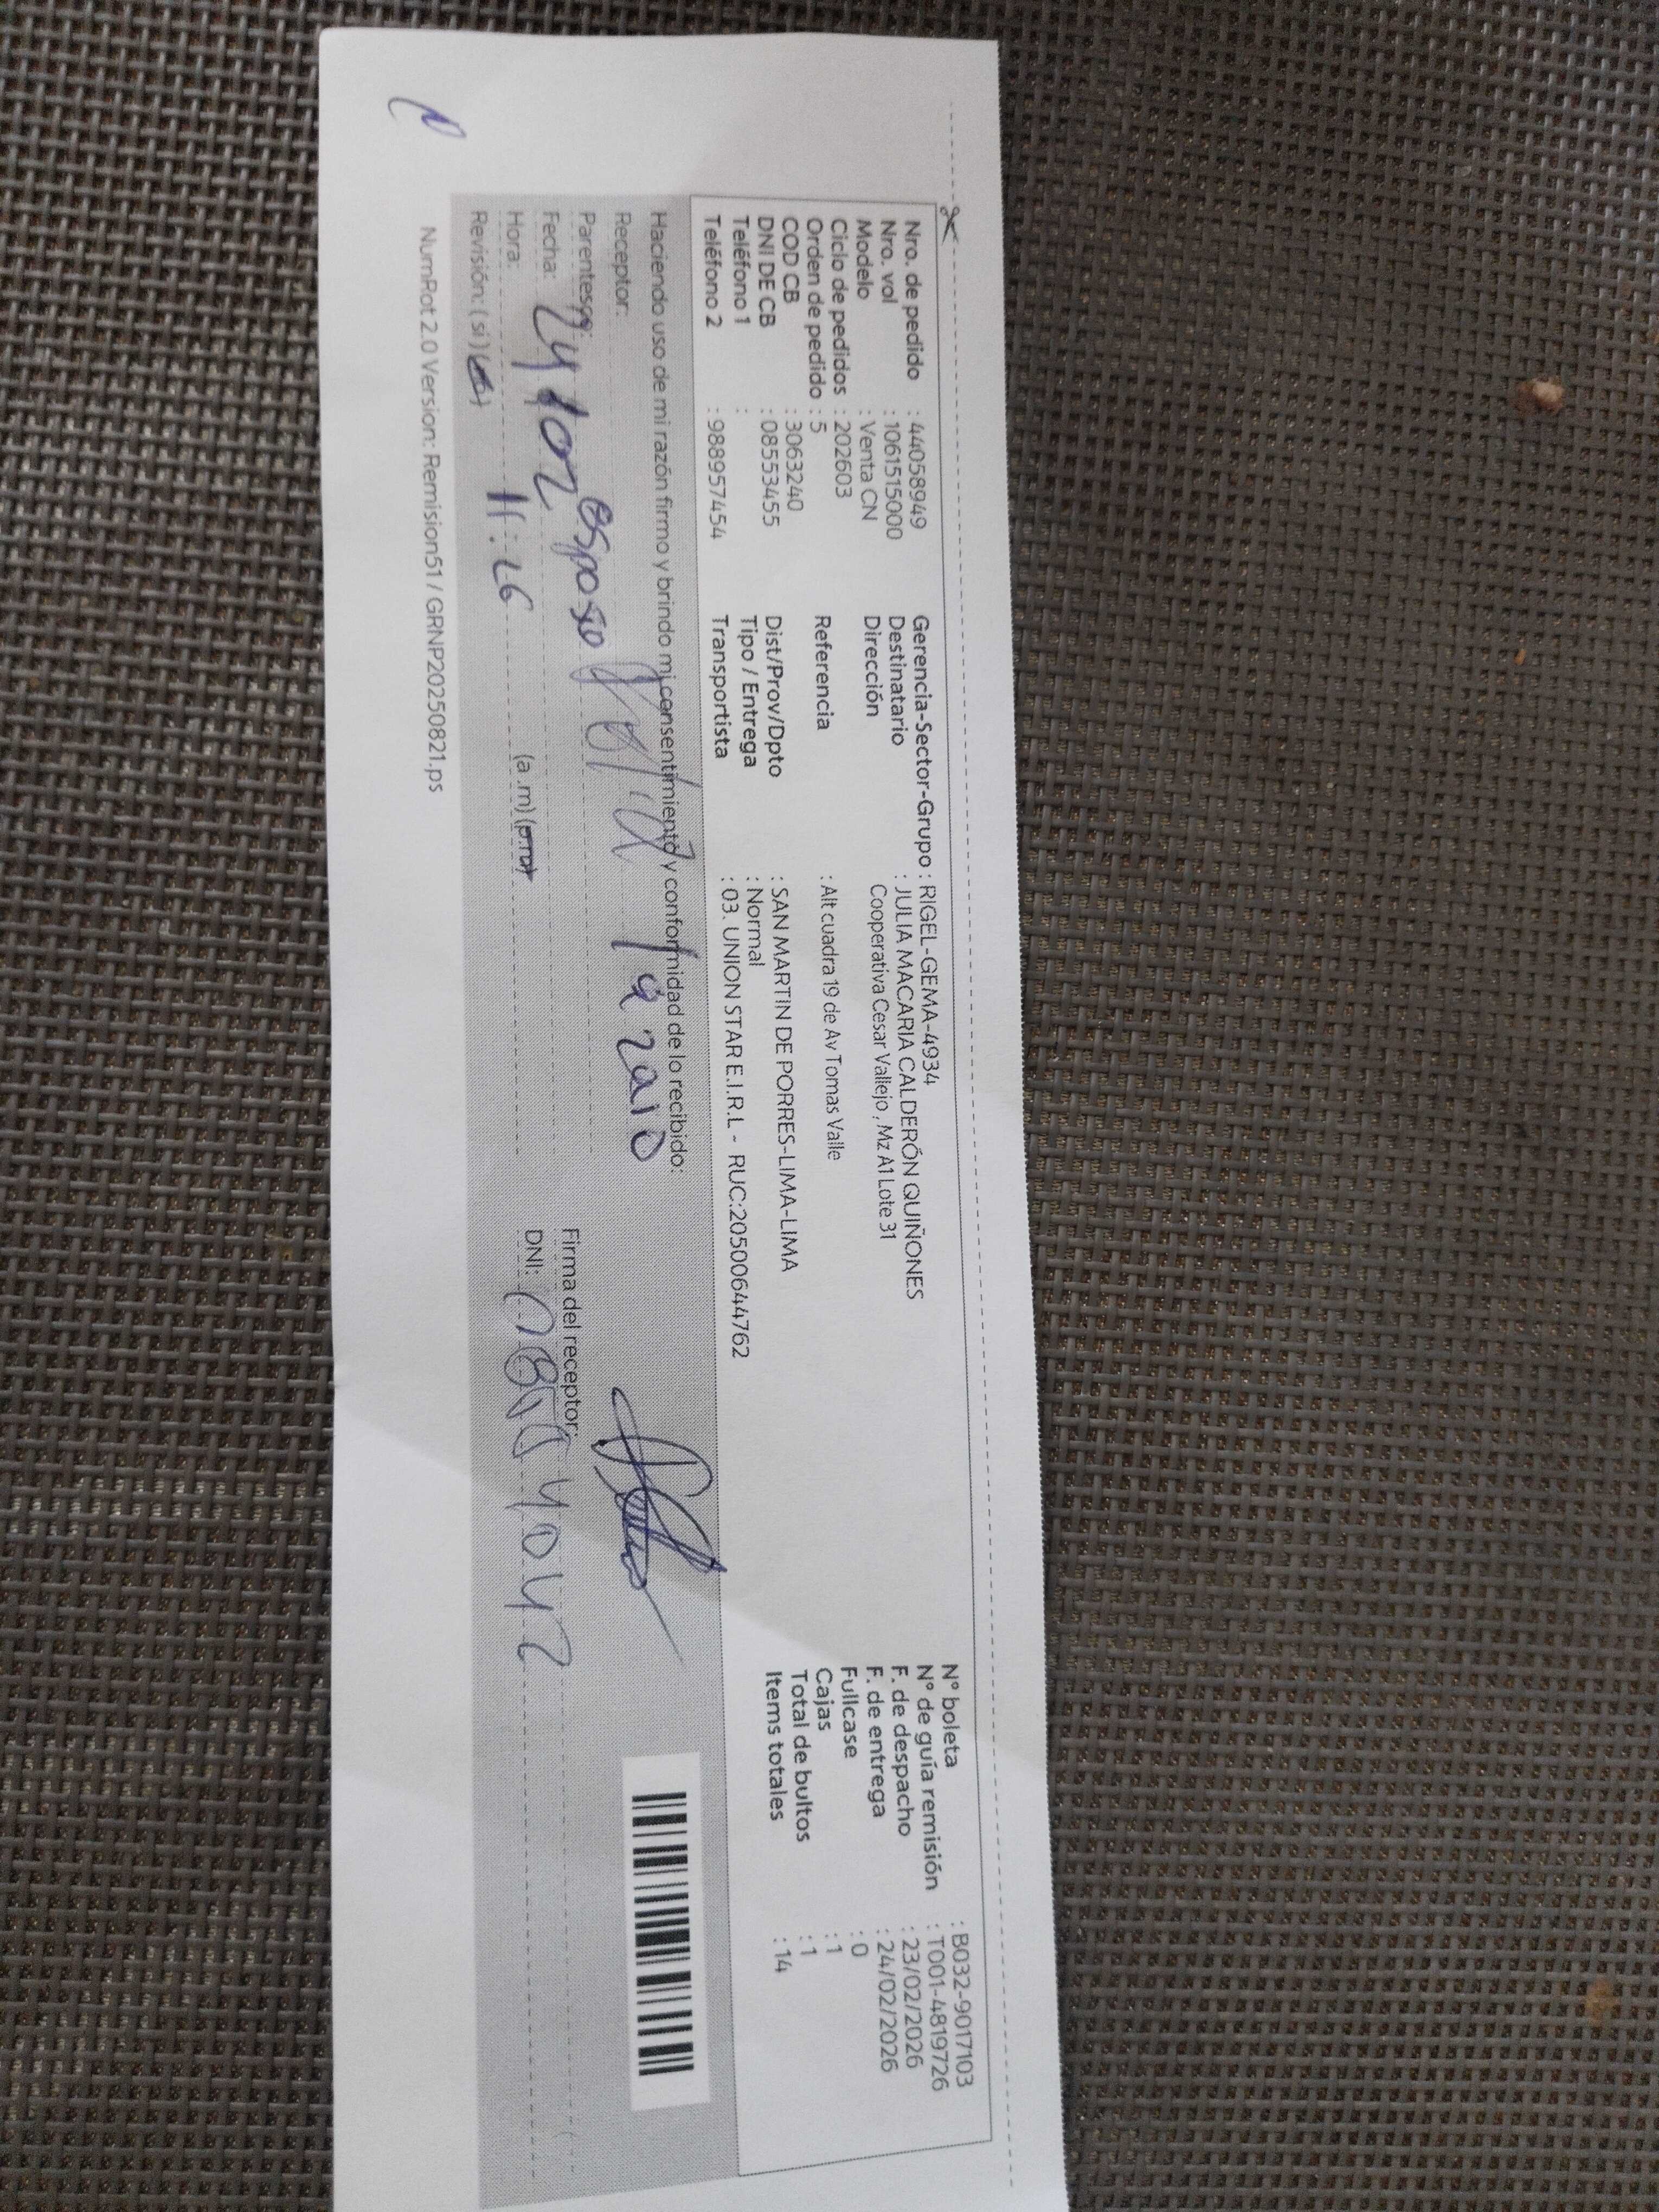 Nro. de pedido : 44058949
Nro. vol : 1061515000
Modelo : Venta CN
Ciclo de pedidos : 202603
Orden de pedido : 5
COD CB : 3063240
DNI DE CB : 08553455
Teléfono 1 :
Teléfono 2 : 988957454
Gerencia-Sector-Grupo : RIGEL-GEMA-4934
Destinatario : JULIA MACARIA CALDERÓN QUIÑONES
Dirección Cooperativa Cesar Vallejo , Mz A1 Lote 31
Referencia : Alt cuadra 19 de Av Tomas Valle
Dist/Prov/Dpto : SAN MARTIN DE PORRES-LIMA-LIMA
Tipo / Entrega : Normal
Transportista : 03. UNION STAR E.I.R.L - RUC:20500644762
N° boleta : B032-9017103
N° de guía remisión : T001-4819726
F. de despacho : 23/02/2026
F. de entrega : 24/02/2026
Fullcase : 0
Cajas : 1
Total de bultos : 1
Items totales : 14
Haciendo uso de mi razón firmo y brindo mi consentimiento y conformidad de lo recibido:
Receptor:
Parentesco: esposo
Fecha: 24/02
Hora: 11:26 (a.m) (p.m)
Revisión: ( si )
Firma del receptor:
DNI:
NumRot 2.0 Version: Remision51 / GRNP20250821.ps